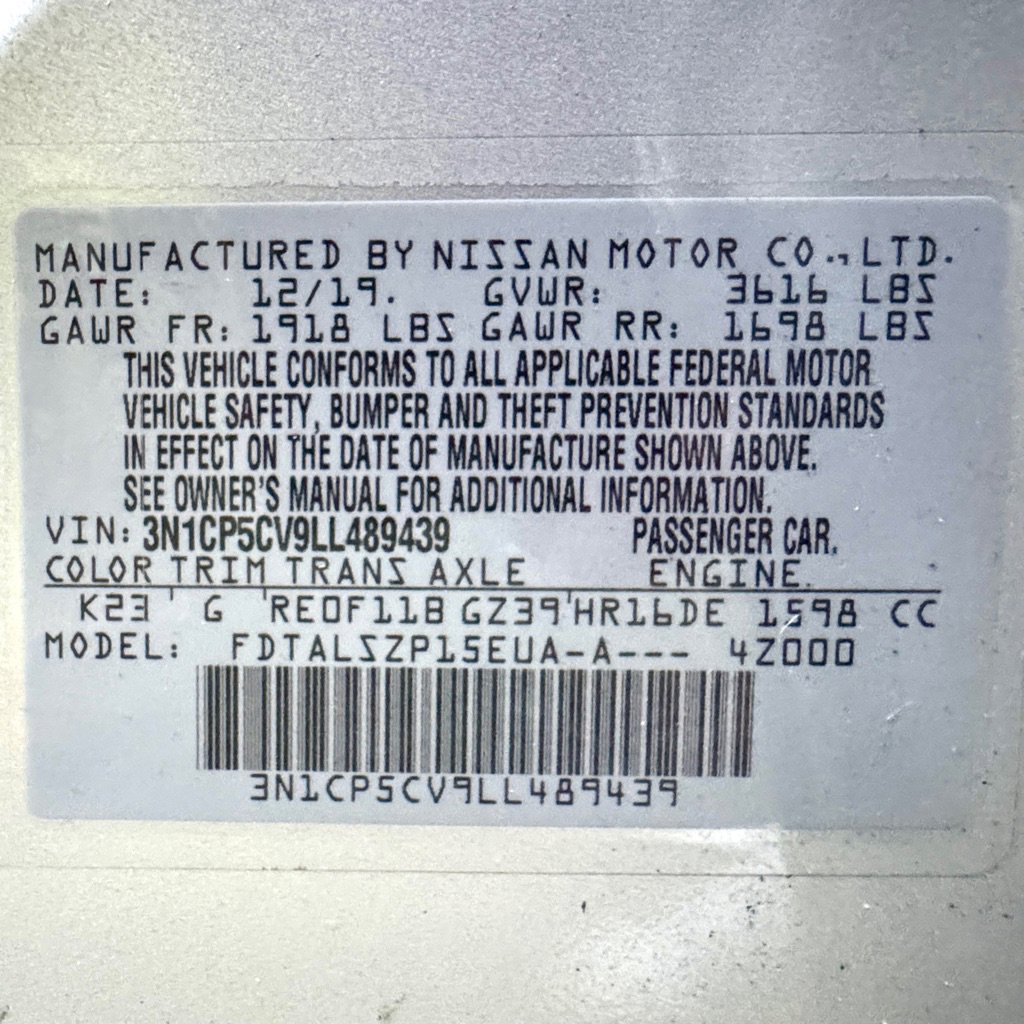 MANUFACTURED BY NISSAN MOTOR CO., LTD.
DATE: 12/19. GVWR: 3616 LBS
GAWR FR: 1918 LBS GAWR RR: 1698 LBS
THIS VEHICLE CONFORMS TO ALL APPLICABLE FEDERAL MOTOR
VEHICLE SAFETY, BUMPER AND THEFT PREVENTION STANDARDS
IN EFFECT ON THE DATE OF MANUFACTURE SHOWN ABOVE.
SEE OWNER'S MANUAL FOR ADDITIONAL INFORMATION.
VIN: 3N1CP5CV9LL489439 PASSENGER CAR.
COLOR TRIM TRANS AXLE ENGINE
K23 G RE0F11B GZ39 HR16DE 1598 CC
MODEL: FDTALSZP15EUA-A--- 4Z000
3N1CP5CV9LL489439